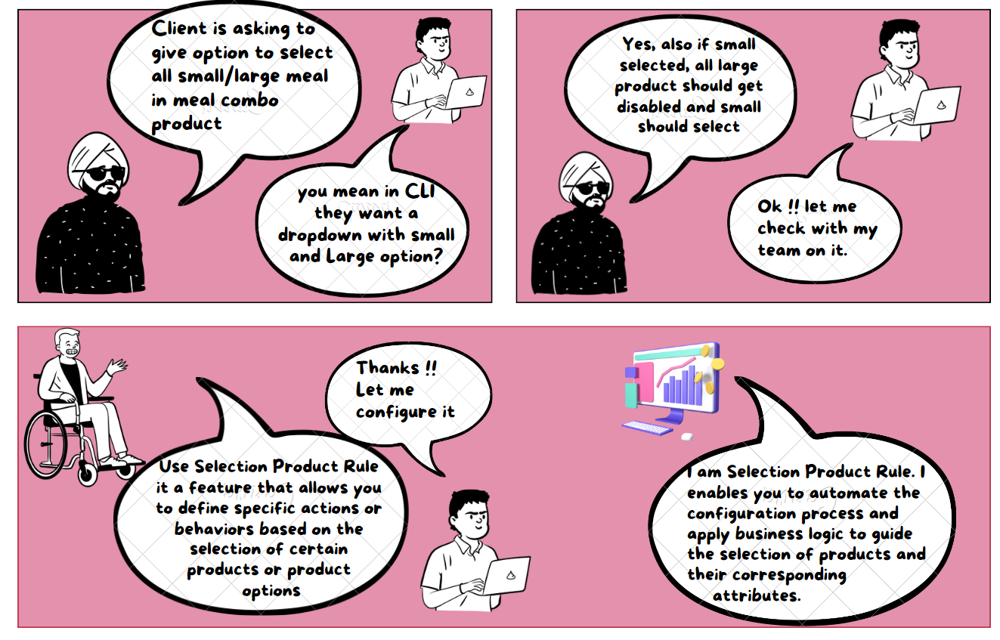 Client is asking to
give option to select
all small/large meal
in meal combo
product
you mean in CLI
they want a
dropdown with small
and Large option?
Yes, also if small
selected, all large
product should get
disabled and small
should select
Ok !! let me
check with my
team on it.
Use Selection Product Rule
it a feature that allows you
to define specific actions or
behaviors based on the
selection of certain
products or product
options
Thanks !!
Let me
configure it
I am Selection Product Rule. I
enables you to automate the
configuration process and
apply business logic to guide
the selection of products and
their corresponding
attributes.